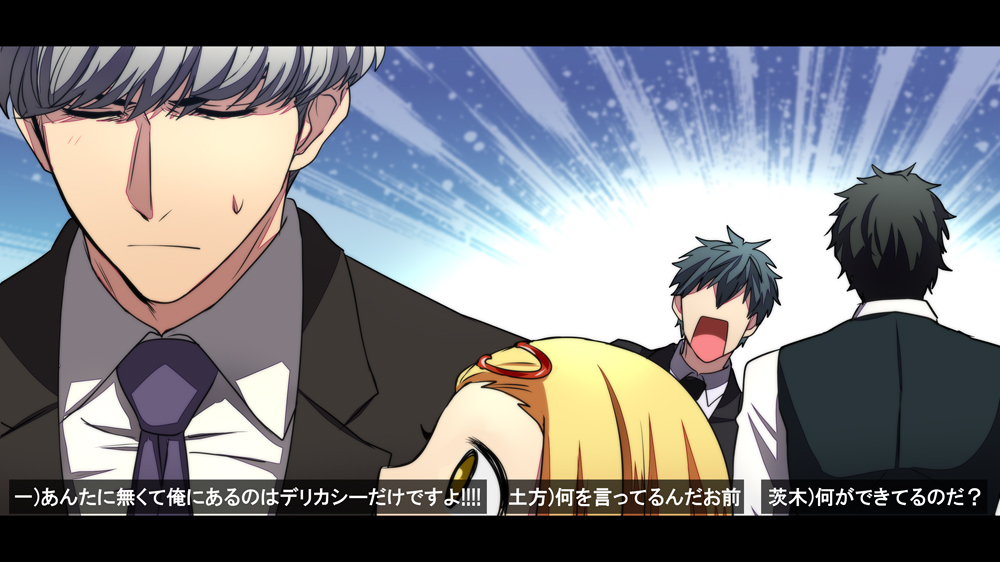 一)あんたに無くて俺にあるのはデリカシーだけですよ!!!!
土方)何を言ってるんだお前
茨木)何ができてるのだ？